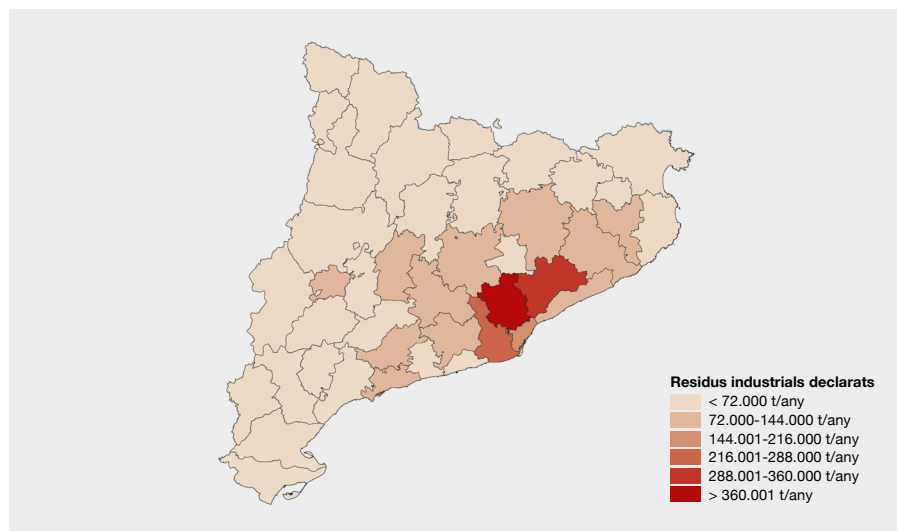 Residus industrials declarats
< 72.000 t/any
72.000-144.000 t/any
144.001-216.000 t/any
216.001-288.000 t/any
288.001-360.000 t/any
> 360.001 t/any